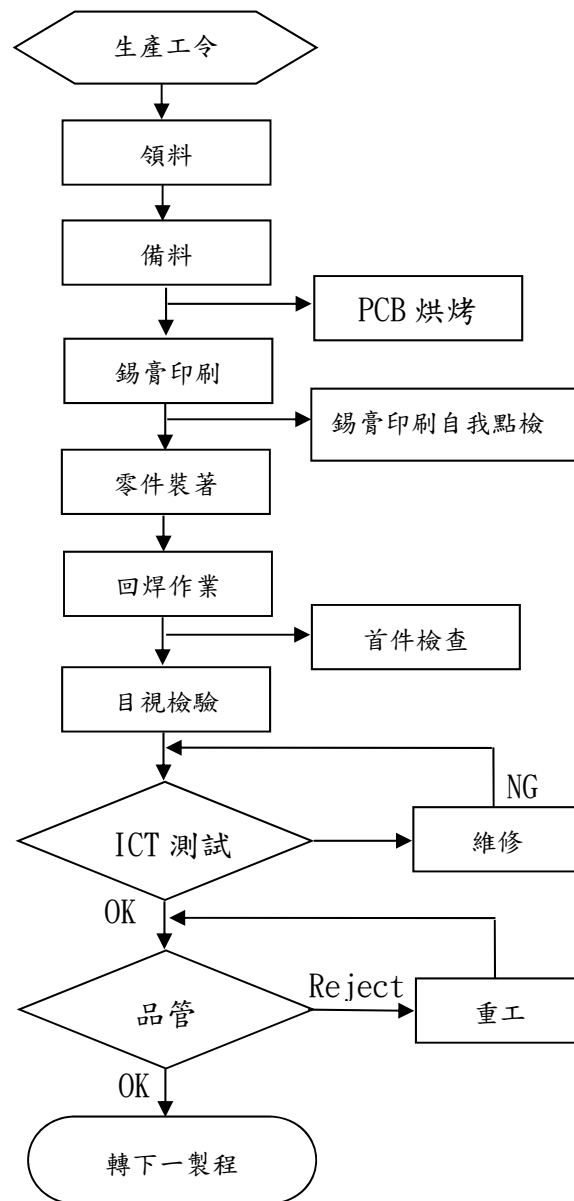 生產工令
領料
備料
PCB 烘烤
錫膏印刷
錫膏印刷自我點檢
零件裝著
回焊作業
首件檢查
目視檢驗
NG
ICT 測試
維修
OK
Reject
品管
重工
OK
轉下一製程